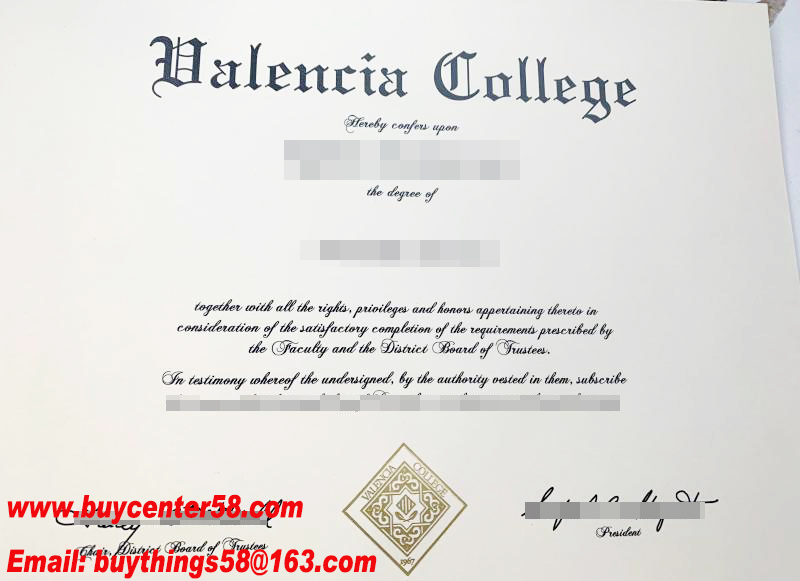 Valencia College
Hereby confers upon
the degree of
together with all the rights, privileges and honors appertaining thereto in
consideration of the satisfactory completion of the requirements prescribed by
the Faculty and the District Board of Trustees.
In testimony whereof the undersigned, by the authority vested in them, subscribe
VALENCIA COLLEGE
1967
www.buycenter58.com
Chair, District Board of Trustees
President
Email: buythings58@163.com